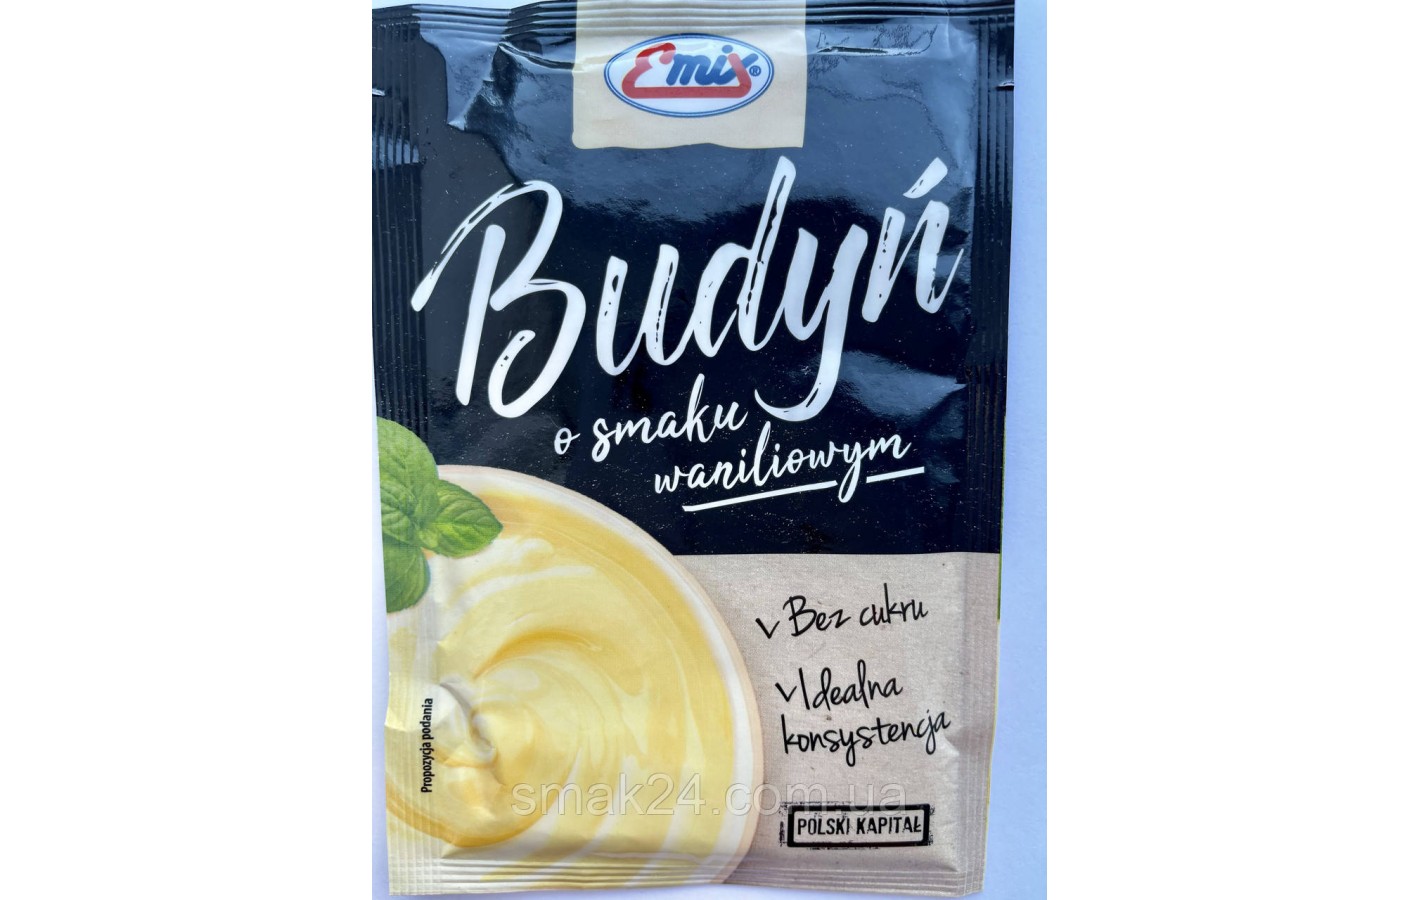 Emix®
Budyń
o smaku
waniliowym
Bez cukru
Idealna
konsystencja
Propozycja podania
smak24.com.ua
POLSKI KAPITAŁ